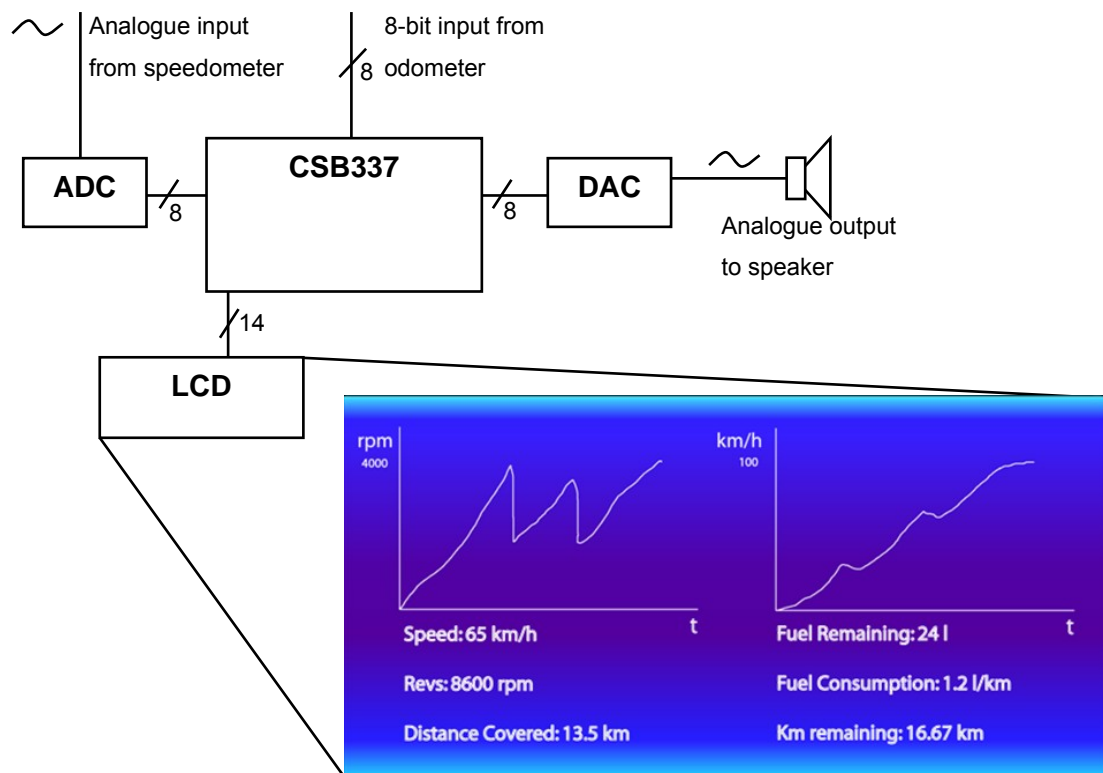 Analogue input
from speedometer
8-bit input from
odometer
8
CSB337
ADC
8
8
DAC
Analogue output
to speaker
14
LCD
rpm
4000
t
km/h
100
t
Speed: 65 km/h
Revs: 8600 rpm
Distance Covered: 13.5 km
Fuel Remaining: 24 l
Fuel Consumption: 1.2 l/km
Km remaining: 16.67 km